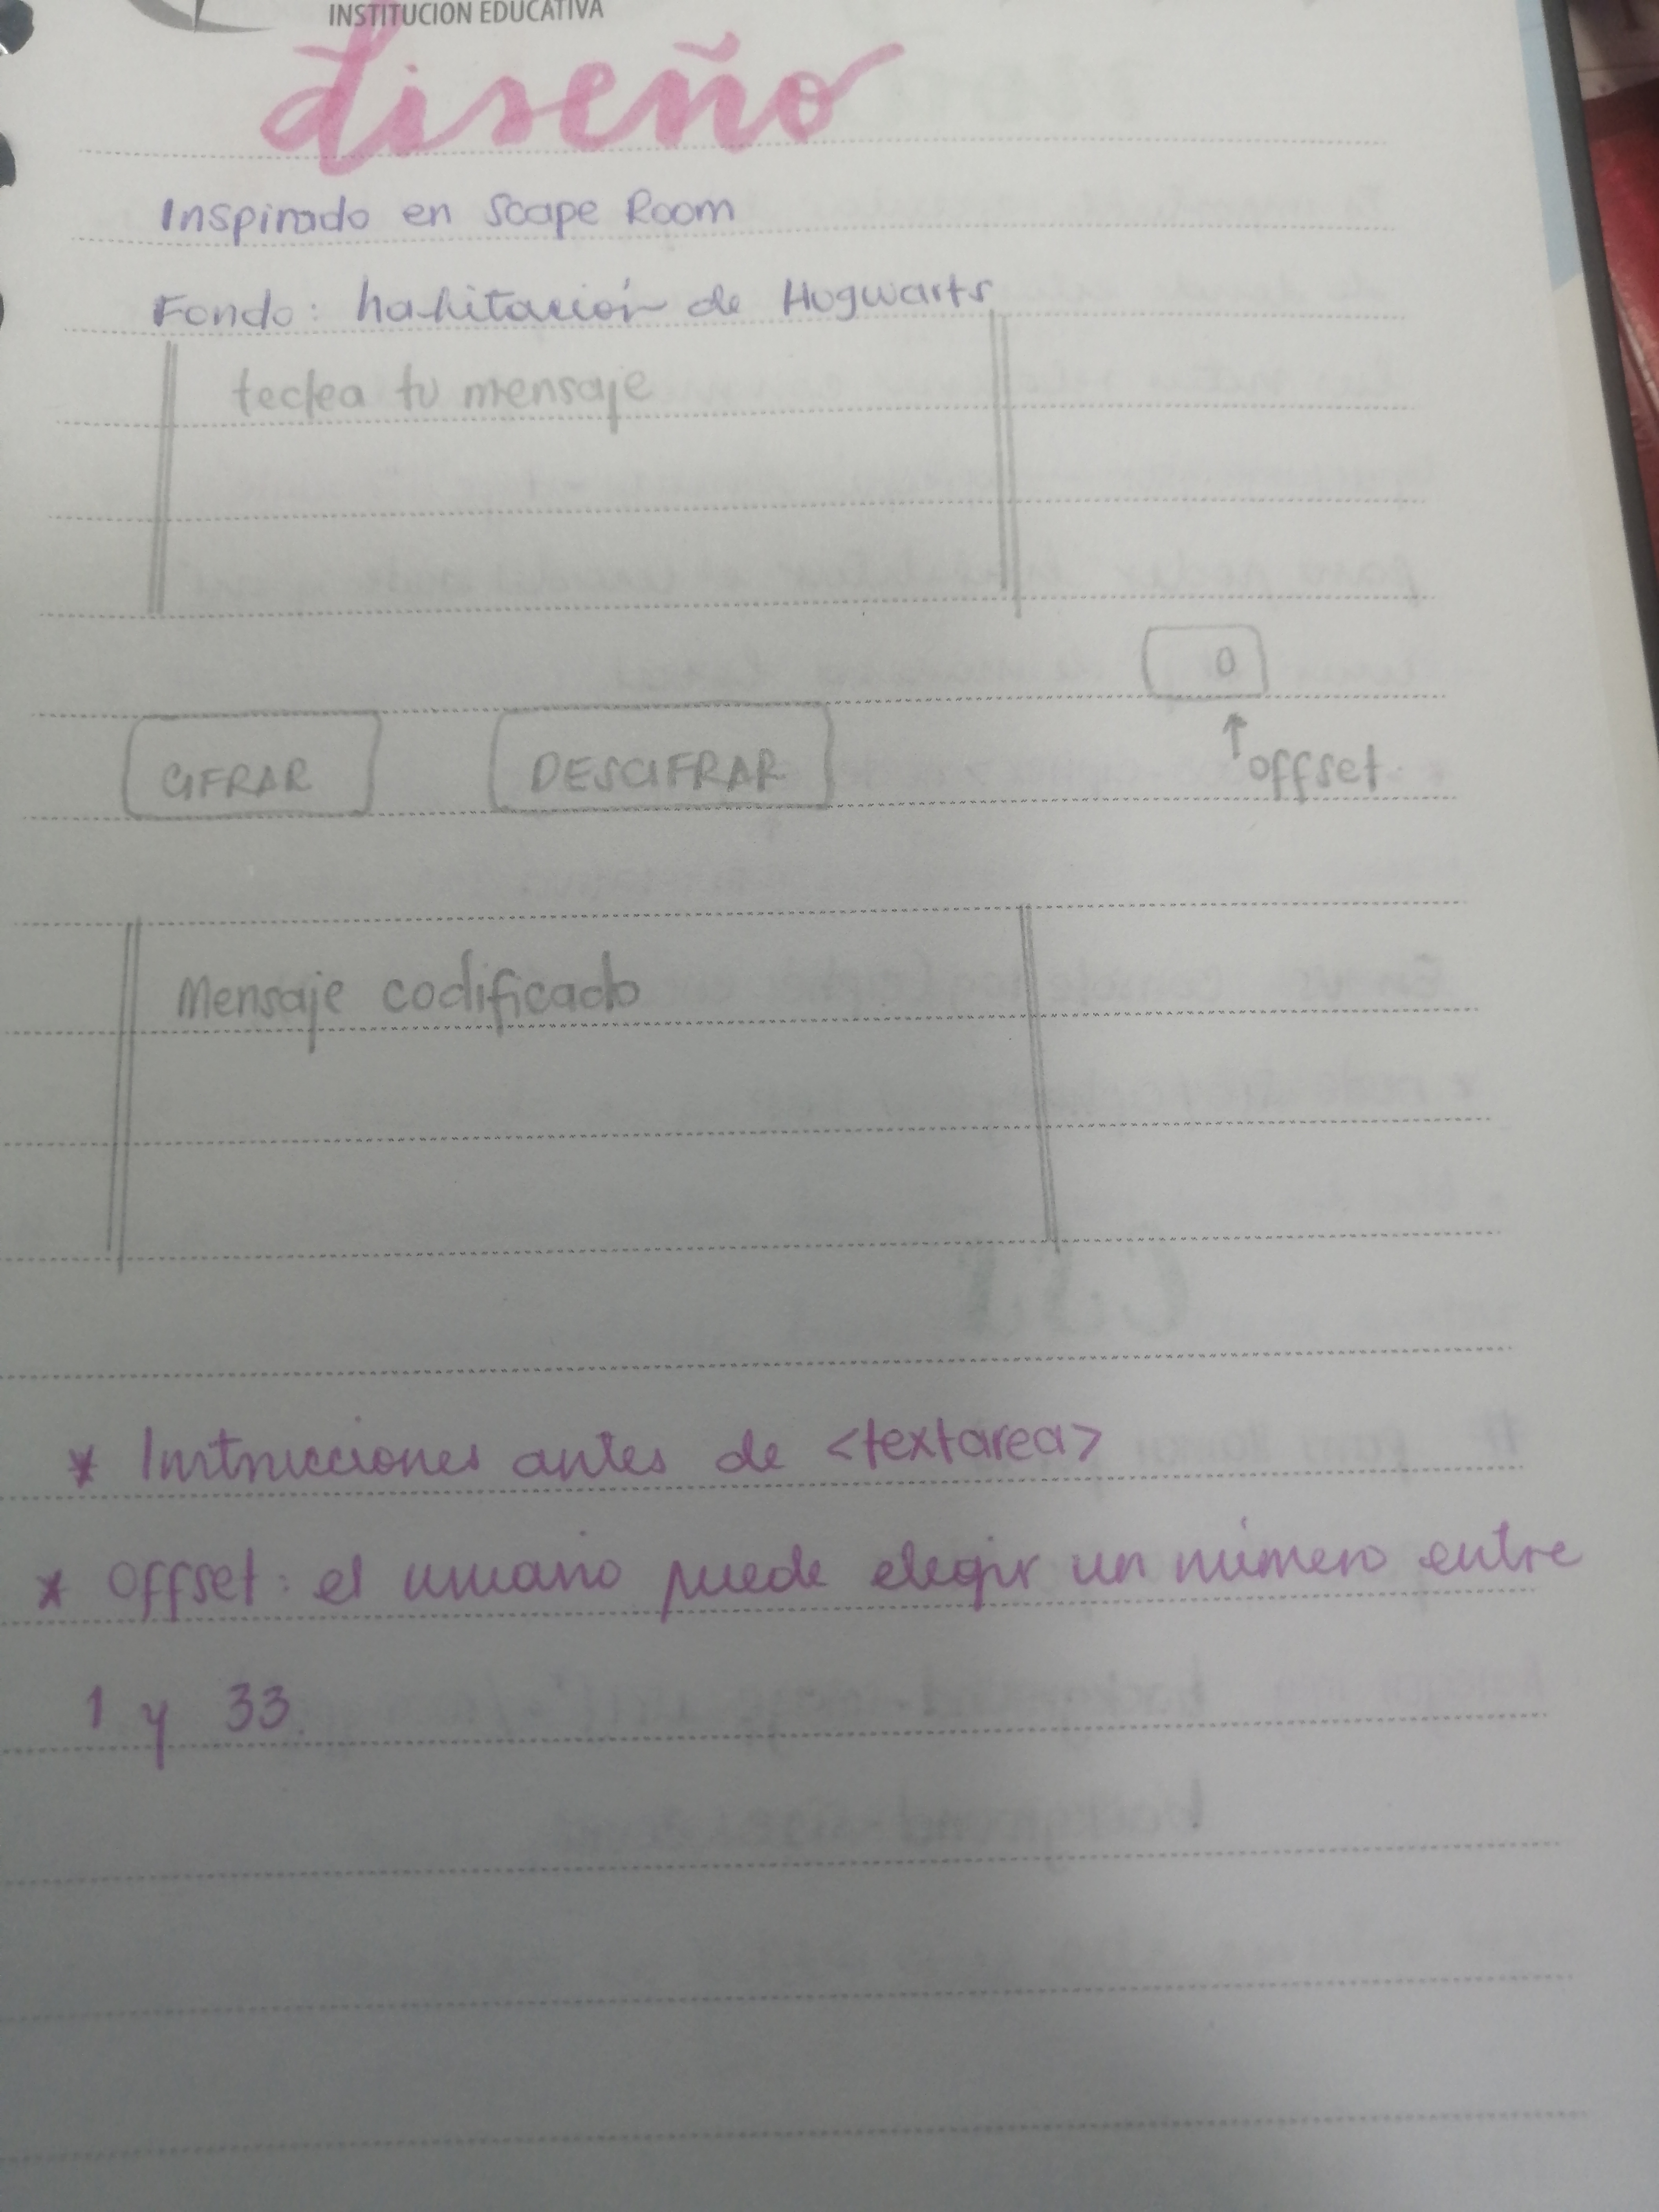 INSTITUCIÓN EDUCATIVA
diseño
Inspirado en Scape Room
Fondo: habitación de Hogwarts
teclea tu mensaje
0
CIFRAR DESCIFRAR
offset
Mensaje codificado
* Instrucciones antes de <textarea>
* Offset: el usuario puede elegir un número entre
1 y 33.